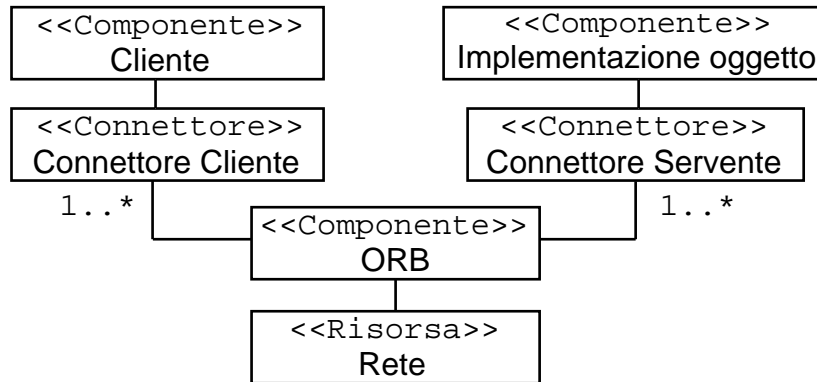 <<Componente>>
Cliente
<<Componente>>
Implementazione oggetto
<<Connettore>>
Connettore Cliente
<<Connettore>>
Connettore Servente
1..*
1..*
<<Componente>>
ORB
<<Risorsa>>
Rete